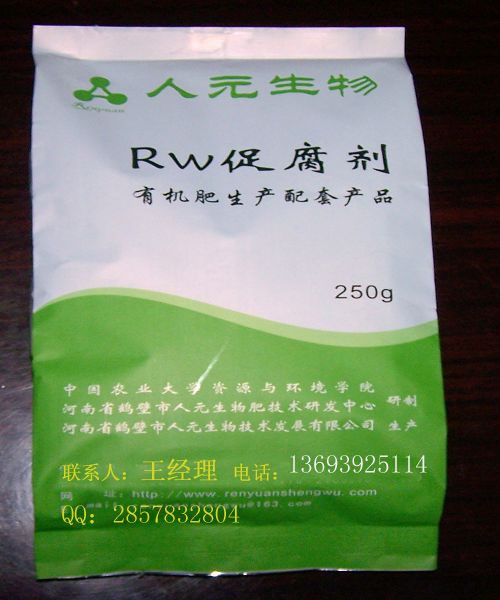 人元生物
RW促腐剂
有机肥生产配套产品
250g
中国农业大学资源与环境学院
河南省鹤壁市人元生物肥技术研发中心 研制
河南省鹤壁市人元生物技术发展有限公司 生产
联系人：王经理 电话：13693925114
网 址：http://www.renyuanshengwu.com
QQ：2857832804
@163.com